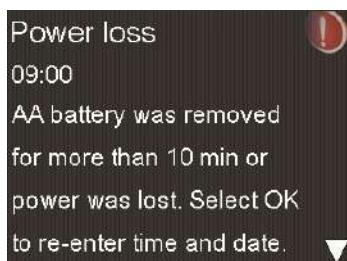 Power loss
09:00
AA battery was removed
for more than 10 min or
power was lost. Select OK
to re-enter time and date.